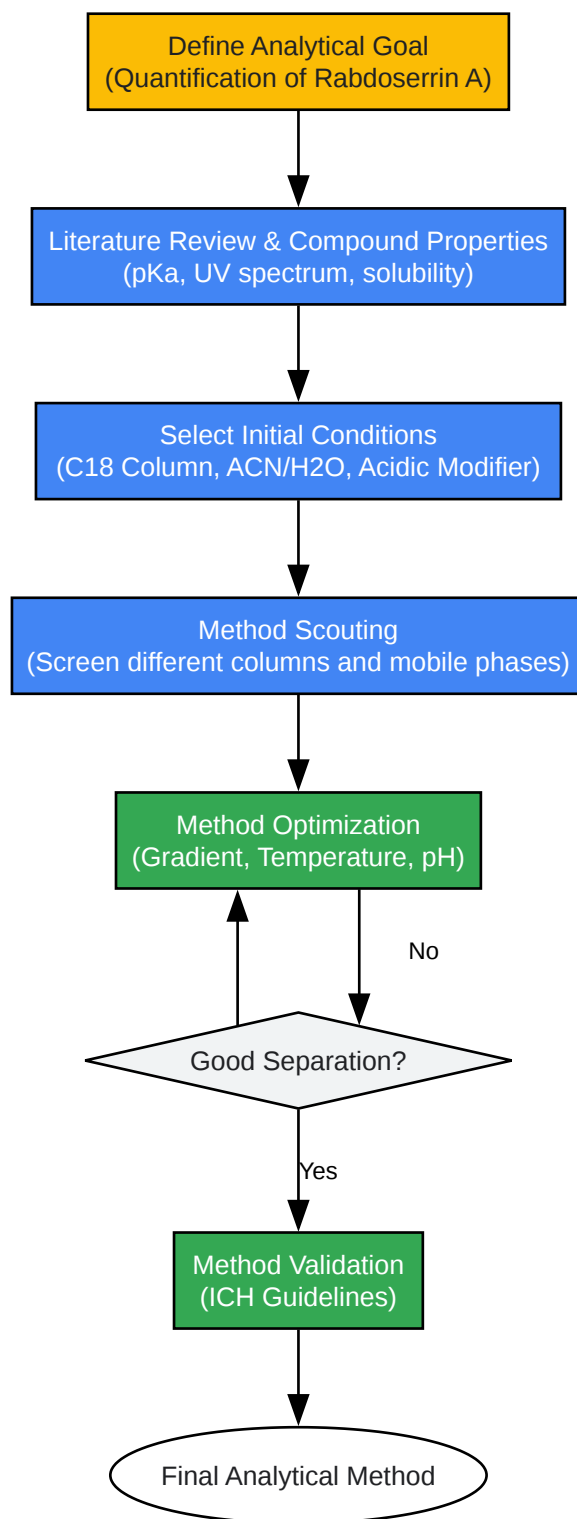 Define Analytical Goal
(Quantification of Rabdoserrin A)
Literature Review & Compound Properties
(pKa, UV spectrum, solubility)
Select Initial Conditions
(C18 Column, ACN/H2O, Acidic Modifier)
Method Scouting
(Screen different columns and mobile phases)
Method Optimization
(Gradient, Temperature, pH)
No
Good Separation?
Yes
Method Validation
(ICH Guidelines)
Final Analytical Method